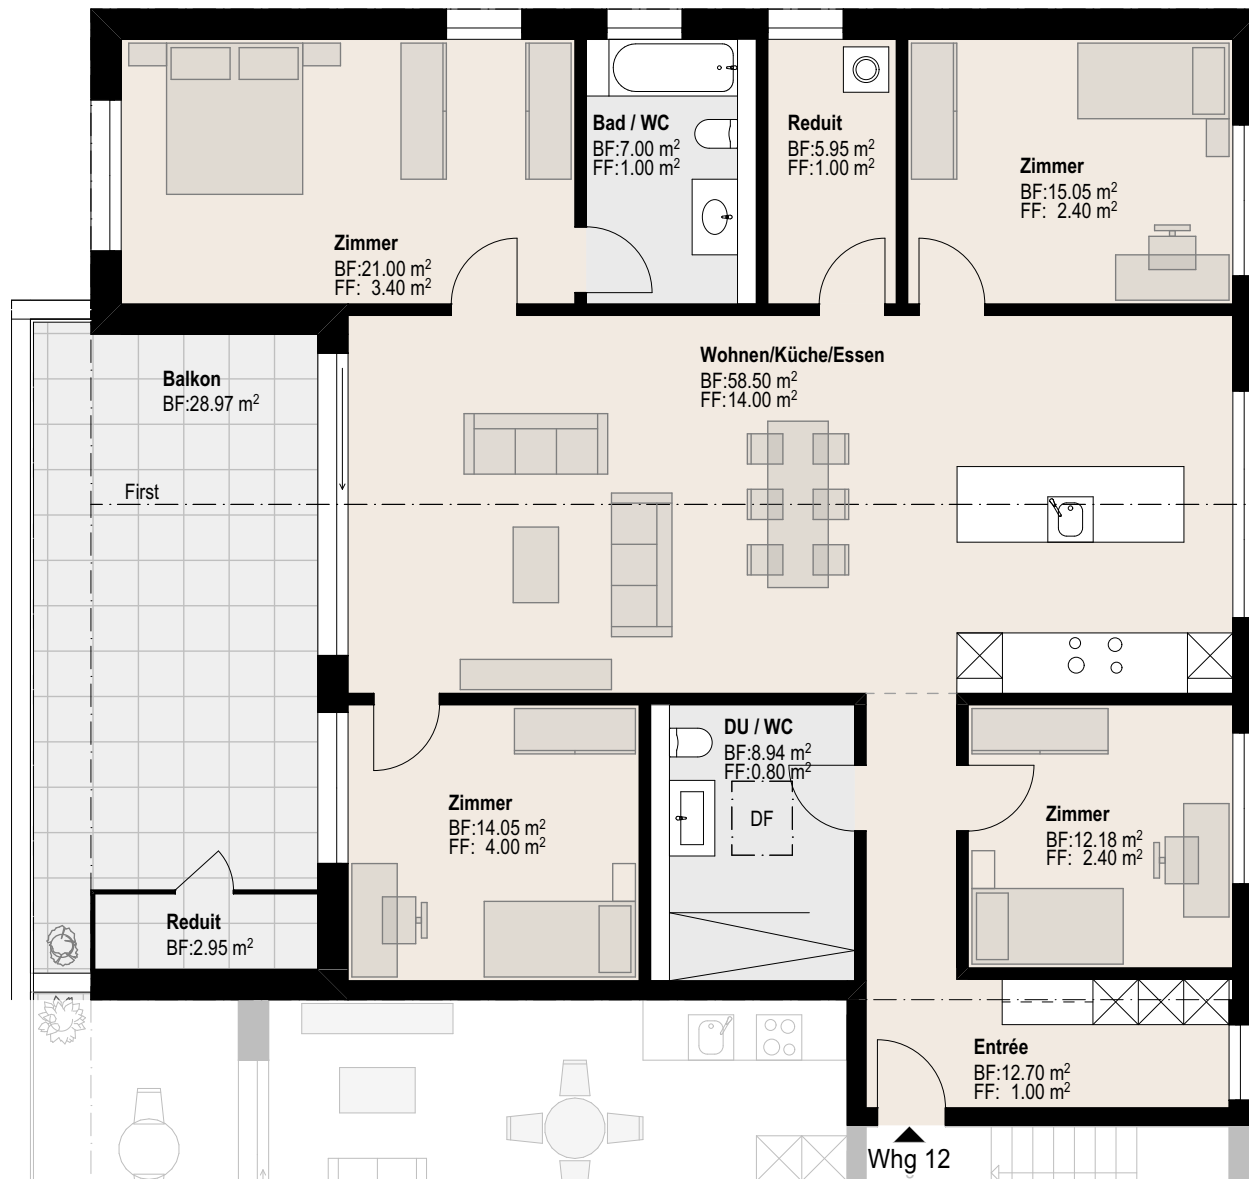 Bad / WC
BF:7.00 m²
FF:1.00 m²
Reduit
BF:5.95 m²
FF:1.00 m²
Zimmer
BF:15.05 m²
FF: 2.40 m²
Zimmer
BF:21.00 m²
FF: 3.40 m²
Wohnen/Küche/Essen
BF:58.50 m²
FF:14.00 m²
Balkon
BF:28.97 m²
First
DU / WC
BF:8.94 m²
FF:0.80 m²
DF
Zimmer
BF:14.05 m²
FF: 4.00 m²
Zimmer
BF:12.18 m²
FF: 2.40 m²
Reduit
BF:2.95 m²
Entrée
BF:12.70 m²
FF: 1.00 m²
Whg 12